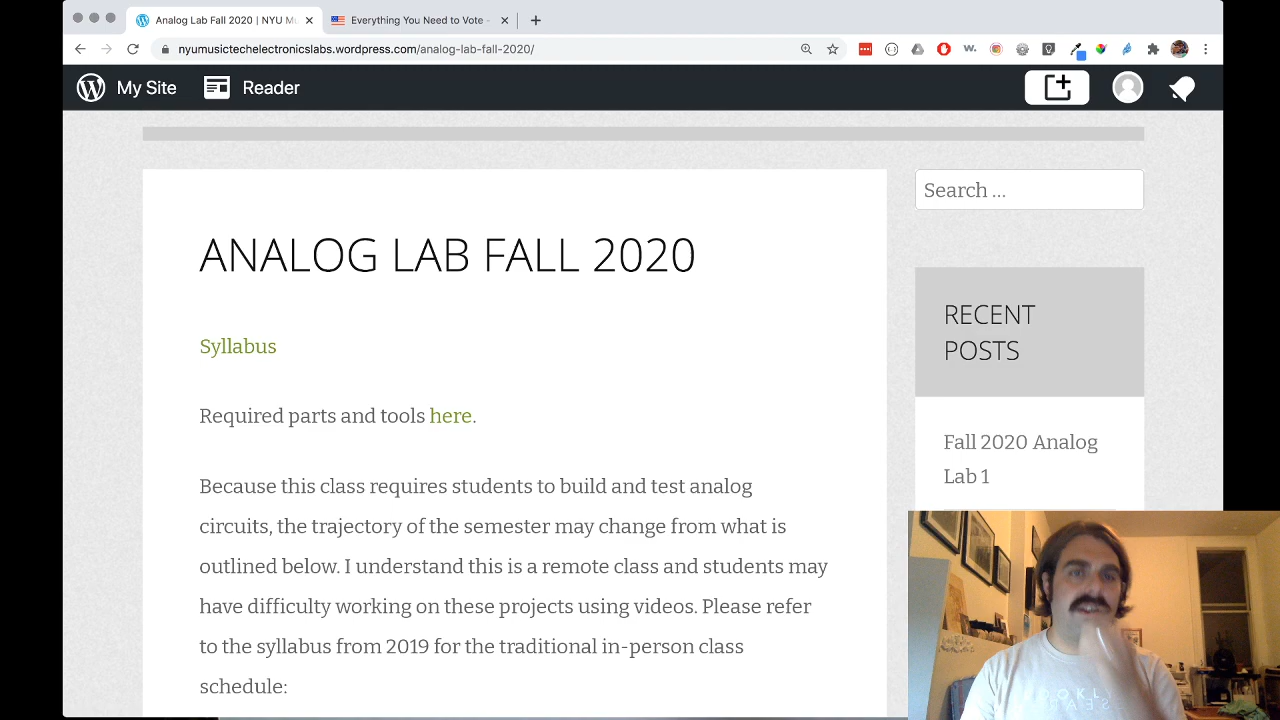 Analog Lab Fall 2020 | NYU Mu
Everything You Need to Vote -
nyumusictechelectronicslabs.wordpress.com/analog-lab-fall-2020/
My Site
Reader
Search ...
ANALOG LAB FALL 2020
Syllabus
Required parts and tools here.
Because this class requires students to build and test analog
circuits, the trajectory of the semester may change from what is
outlined below. I understand this is a remote class and students may
have difficulty working on these projects using videos. Please refer
to the syllabus from 2019 for the traditional in-person class
schedule:
RECENT
POSTS
Fall 2020 Analog
Lab 1